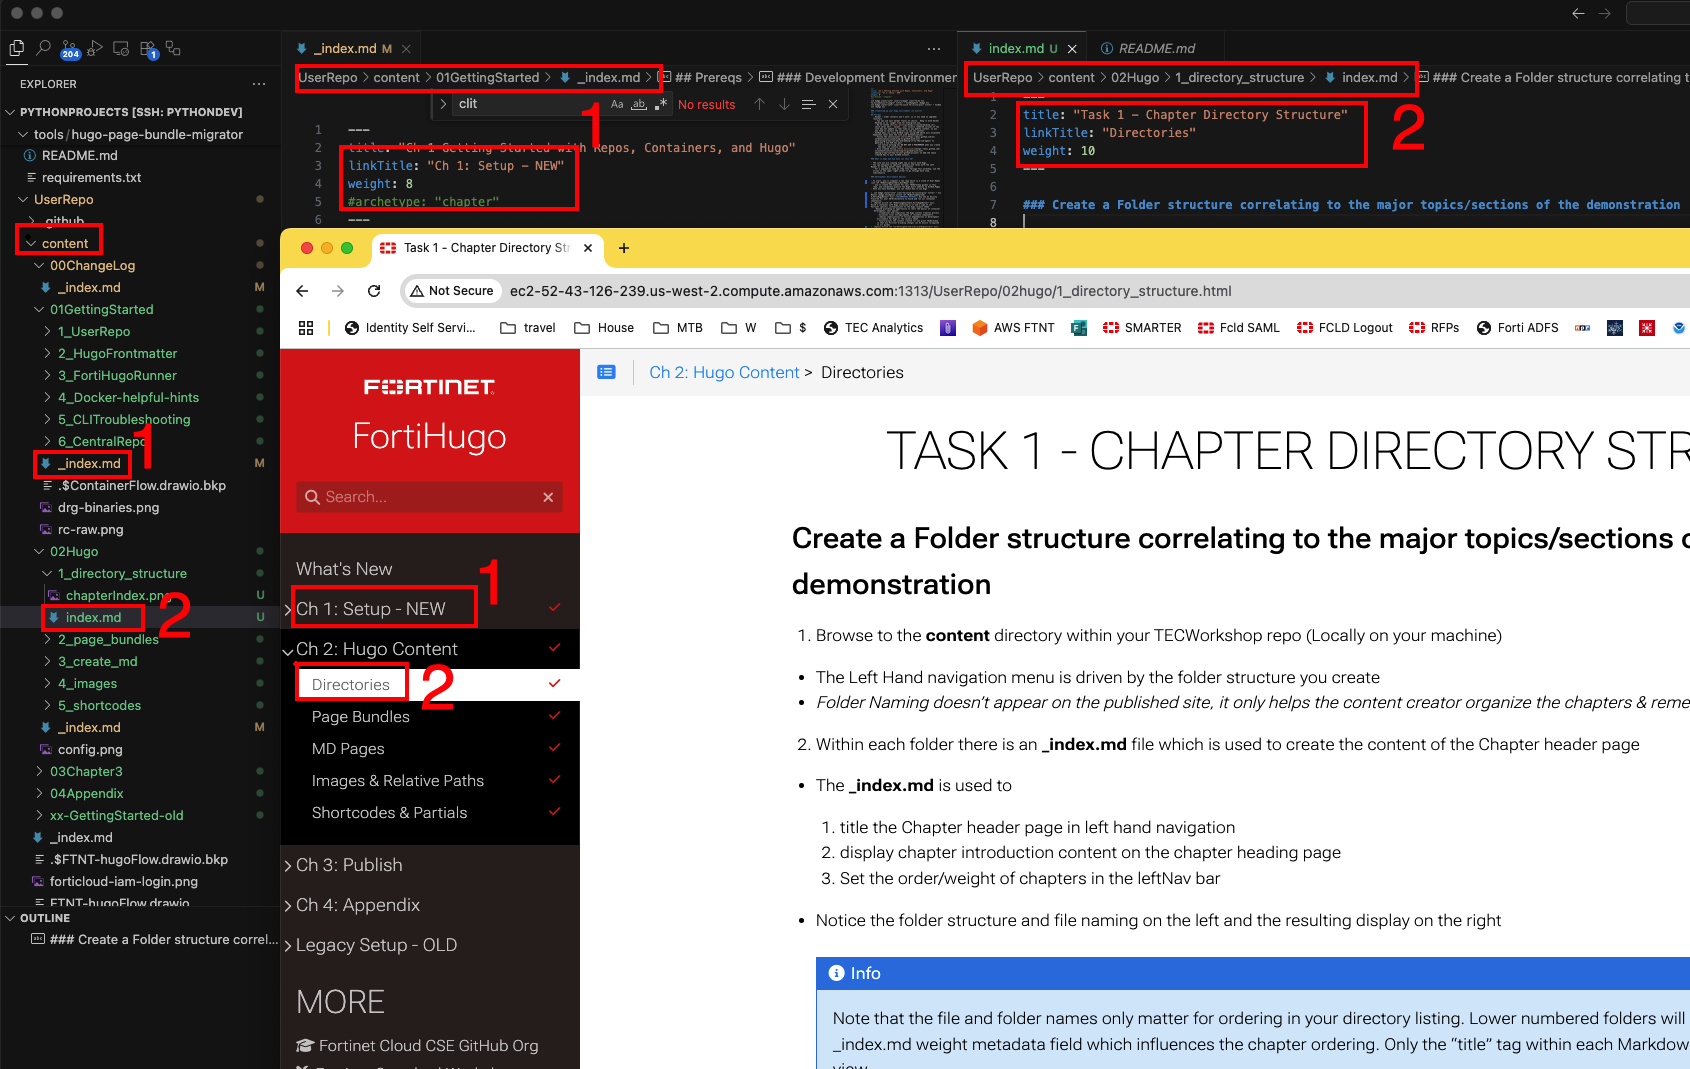 204
1
EXPLORER
PYTHONPROJECTS [SSH: PYTHONDEV]
tools/hugo-page-bundle-migrator
README.md
requirements.txt
UserRepo
.github
content
00ChangeLog
_index.md M
01GettingStarted
1_UserRepo
2_HugoFrontmatter
3_FortiHugoRunner
4_Docker-helpful-hints
5_CLITroubleshooting
6_CentralRepo
1
_index.md M
.$ContainerFlow.drawio.bkp
drg-binaries.png
rc-raw.png
02Hugo
1_directory_structure
chapterIndex.png U
index.md U
2
2_page_bundles
3_create_md
4_images
5_shortcodes
_index.md M
config.png
03Chapter3
04Appendix
xx-GettingStarted-old
_index.md
.$FTNT-hugoFlow.drawio.bkp
forticloud-iam-login.png
FTNT-hugoFlow.drawio
OUTLINE
### Create a Folder structure correl...
_index.md M
UserRepo > content > 01GettingStarted > _index.md > ## Prereqs > ### Development Environmer
clit Aa ab .* No results
1
1 ---
2 title: "Ch 1 Getting Started with Repos, Containers, and Hugo"
3 linkTitle: "Ch 1: Setup - NEW"
4 weight: 8
5 #archetype: "chapter"
6 ---
index.md U
README.md
UserRepo > content > 02Hugo > 1_directory_structure > index.md > ### Create a Folder structure correlating t
2
1 ---
2 title: "Task 1 - Chapter Directory Structure"
3 linkTitle: "Directories"
4 weight: 10
5 ---
6
7 ### Create a Folder structure correlating to the major topics/sections of the demonstration
8
Task 1 - Chapter Directory Str
Not Secure ec2-52-43-126-239.us-west-2.compute.amazonaws.com:1313/UserRepo/02hugo/1_directory_structure.html
Identity Self Servi... travel House MTB W $ TEC Analytics AWS FTNT SMARTER Fcld SAML FCLD Logout RFPs Forti ADFS
FORTINET
FortiHugo
Search...
What's New
Ch 1: Setup - NEW
1
Ch 2: Hugo Content
Directories
2
Page Bundles
MD Pages
Images & Relative Paths
Shortcodes & Partials
Ch 3: Publish
Ch 4: Appendix
Legacy Setup - OLD
MORE
Fortinet Cloud CSE GitHub Org
Ch 2: Hugo Content > Directories
TASK 1 - CHAPTER DIRECTORY STR
Create a Folder structure correlating to the major topics/sections o
demonstration
1. Browse to the content directory within your TECWorkshop repo (Locally on your machine)
• The Left Hand navigation menu is driven by the folder structure you create
• Folder Naming doesn't appear on the published site, it only helps the content creator organize the chapters & reme
2. Within each folder there is an _index.md file which is used to create the content of the Chapter header page
• The _index.md is used to
1. title the Chapter header page in left hand navigation
2. display chapter introduction content on the chapter heading page
3. Set the order/weight of chapters in the leftNav bar
• Notice the folder structure and file naming on the left and the resulting display on the right
Info
Note that the file and folder names only matter for ordering in your directory listing. Lower numbered folders will
_index.md weight metadata field which influences the chapter ordering. Only the "title" tag within each Markdow
view.